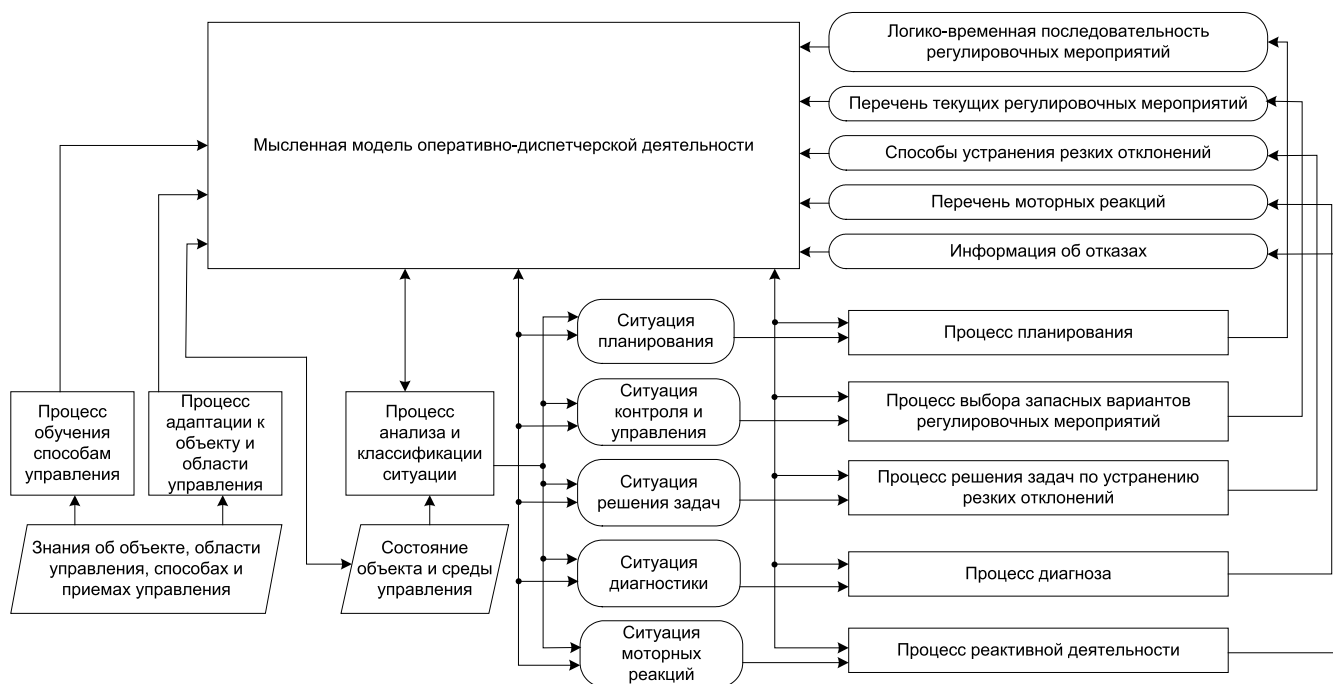 Логико-временная последовательность
регулировочных мероприятий
Перечень текущих регулировочных мероприятий
Мысленная модель оперативно-диспетчерской деятельности
Способы устранения резких отклонений
Перечень моторных реакций
Информация об отказах
Ситуация
планирования
Процесс планирования
Процесс
обучения
способам
управления
Процесс
адаптации к
объекту и
области
управления
Процесс
анализа и
классификации
ситуации
Ситуация
контроля и
управления
Процесс выбора запасных вариантов
регулировочных мероприятий
Ситуация
решения задач
Процесс решения задач по устранению
резких отклонений
Знания об объекте, области
управления, способах и
приемах управления
Состояние
объекта и среды
управления
Ситуация
диагностики
Процесс диагноза
Ситуация
моторных
реакций
Процесс реактивной деятельности